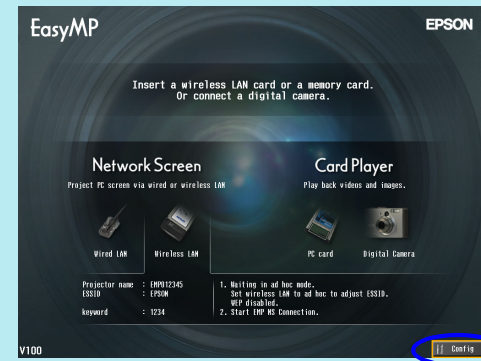 EasyMP
EPSON
Insert a wireless LAN card or a memory card.
Or connect a digital camera.
Network Screen
Project PC screen via wired or wireless LAN
Card Player
Play back videos and images.
Wired LAN
Wireless LAN
PC card
Digital Camera
Projector name : EMP012345
ESSID : EPSON
keyword : 1234
1. Waiting in ad hoc mode.
Set wireless LAN to ad hoc to adjust ESSID.
WEP disabled.
2. Start EMP NS Connection.
V100
Config